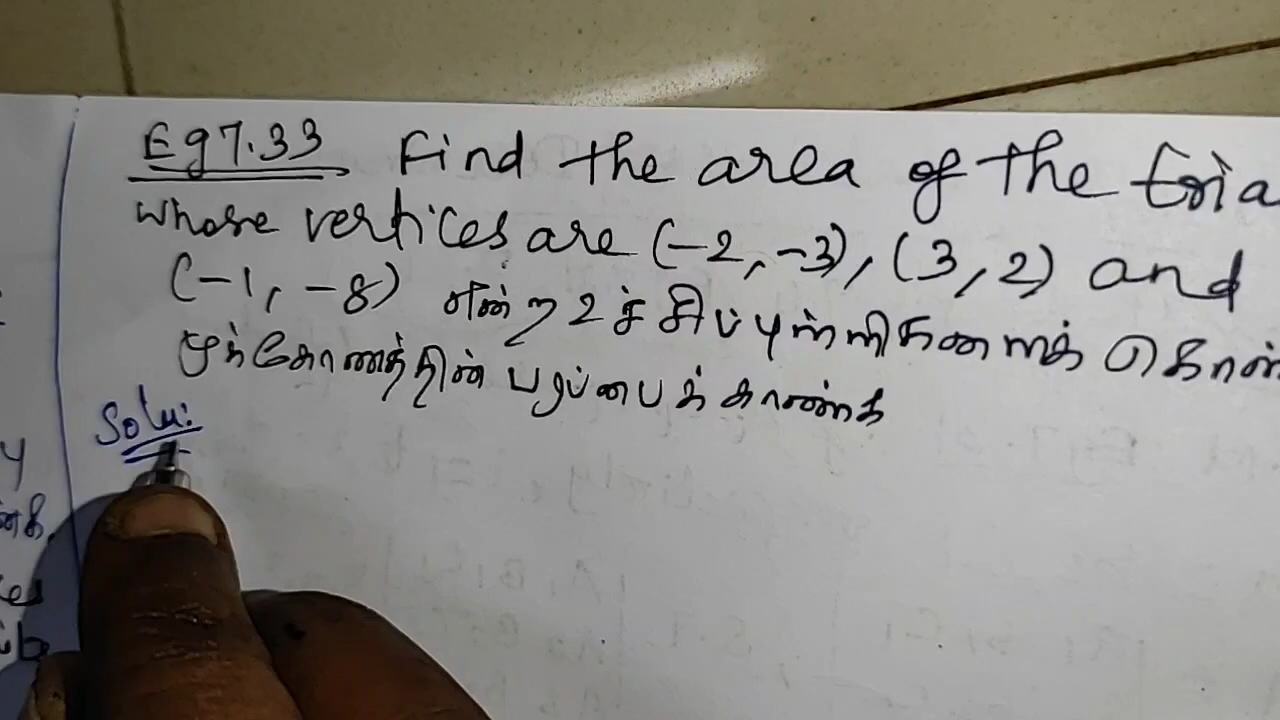 Eg 7.33 Find the area of the tria
whose vertices are (-2, -3), (3, 2) and
(-1, -8) என்ற உச்சிப்புள்ளிகளைக் கொண்
முக்கோணத்தின் பரப்பைக் காண்க
Solu:
y